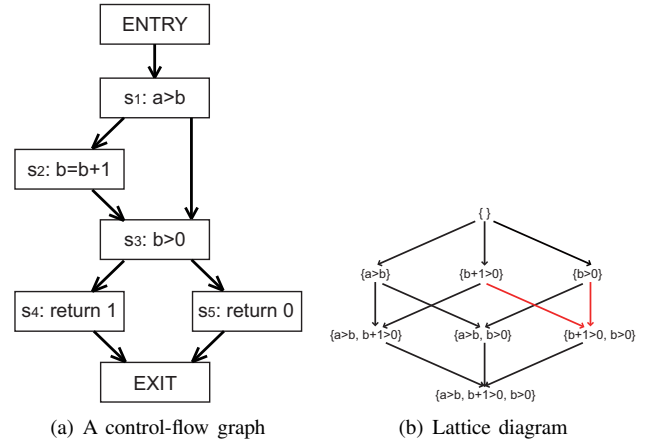 ENTRY
s1: a>b
s2: b=b+1
s3: b>0
s4: return 1
s5: return 0
EXIT
(a) A control-flow graph
{ }
{a>b}
{b+1>0}
{b>0}
{a>b, b+1>0}
{a>b, b>0}
{b+1>0, b>0}
{a>b, b+1>0, b>0}
(b) Lattice diagram